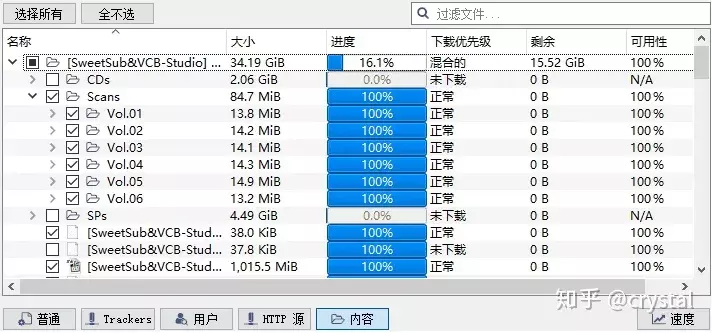 选择所有 全不选 过滤文件...
名称 大小 进度 下载优先级 剩余 可用性
[SweetSub&VCB-Studio] ... 34.19 GiB 16.1% 混合的 15.52 GiB 100%
CDs 2.06 GiB 0.0% 未下载 0 B N/A
Scans 84.7 MiB 100% 正常 0 B 100%
Vol.01 13.8 MiB 100% 正常 0 B 100%
Vol.02 14.2 MiB 100% 正常 0 B 100%
Vol.03 14.1 MiB 100% 正常 0 B 100%
Vol.04 14.3 MiB 100% 正常 0 B 100%
Vol.05 14.9 MiB 100% 正常 0 B 100%
Vol.06 13.2 MiB 100% 正常 0 B 100%
SPs 4.49 GiB 0.0% 未下载 0 B N/A
[SweetSub&VCB-Stud... 38.0 KiB 100% 正常 0 B 100%
[SweetSub&VCB-Stud... 37.8 KiB 100% 未下载 0 B 100%
[SweetSub&VCB-Stud... 1,015.5 MiB 100% 正常 0 B 100%
知乎 @crystal
普通 Trackers 用户 HTTP 源 内容 速度